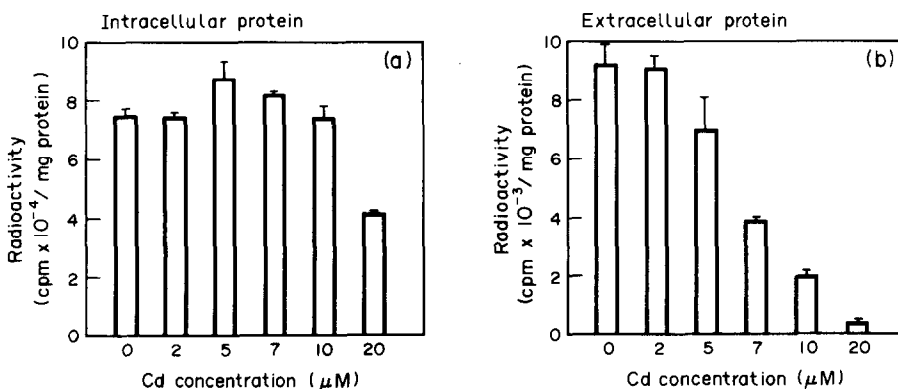 Intracellular protein
(a)
Radioactivity
(cpm x 10⁻⁴/ mg protein)
10
8
6
4
2
0
0 2 5 7 10 20
Cd concentration (μM)
Extracellular protein
(b)
Radioactivity
(cpm x 10⁻³/ mg protein)
10
8
6
4
2
0
0 2 5 7 10 20
Cd concentration (μM)